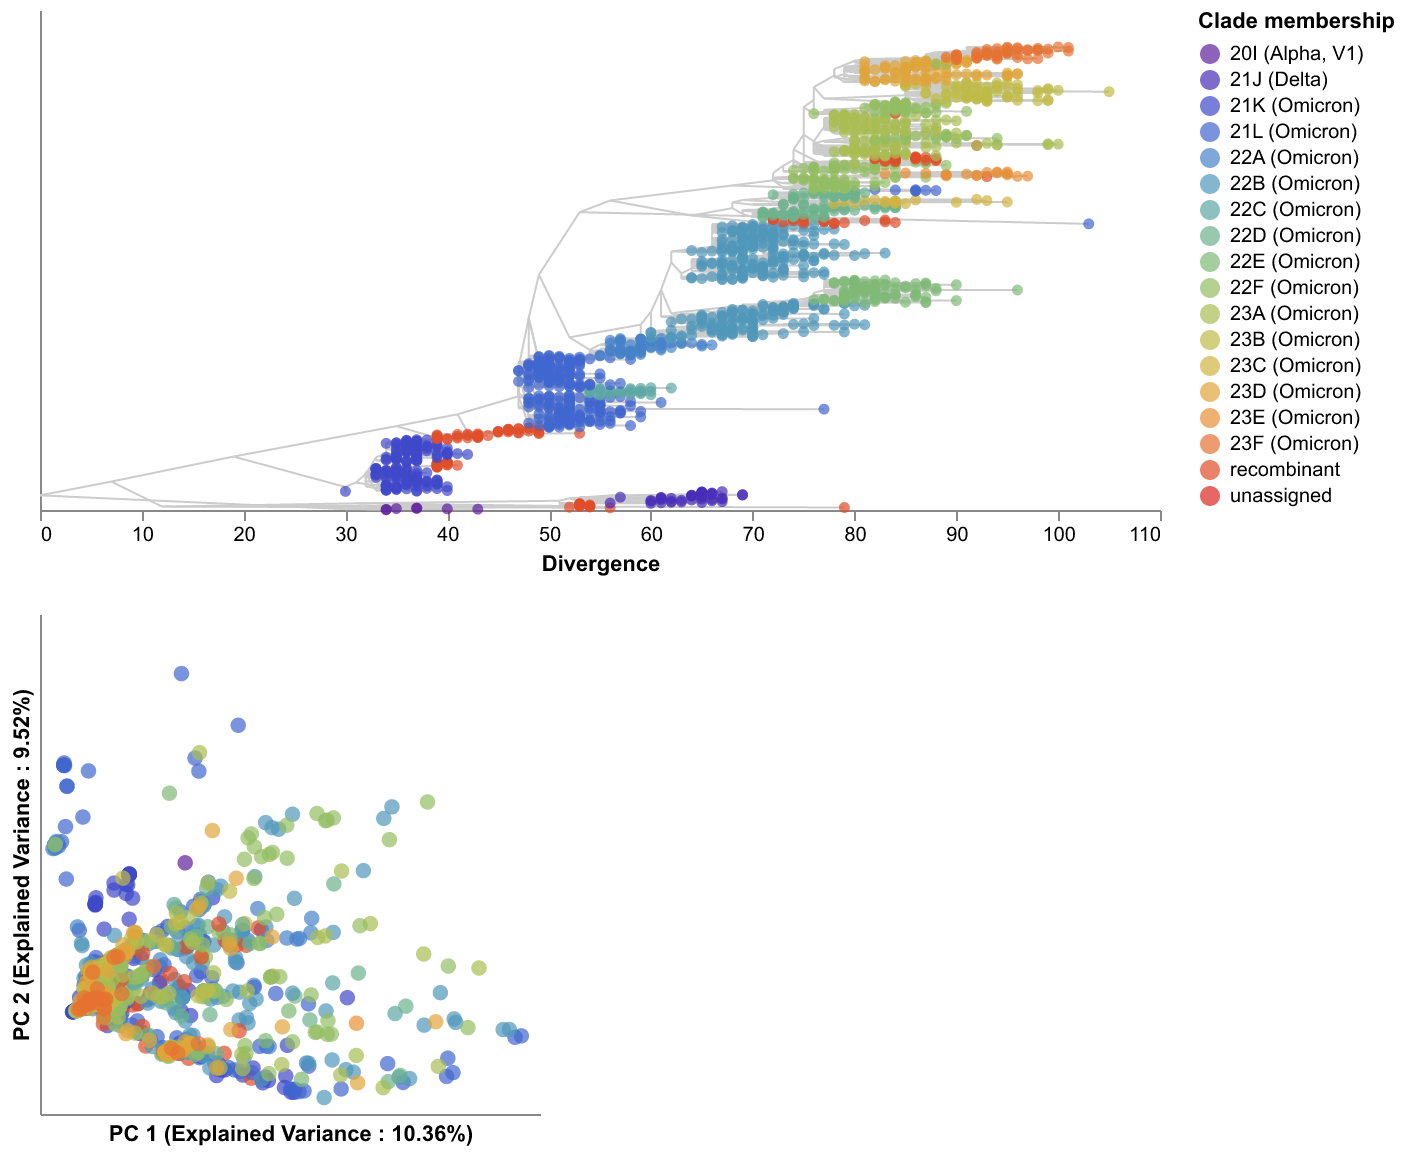 Clade membership
20I (Alpha, V1)
21J (Delta)
21K (Omicron)
21L (Omicron)
22A (Omicron)
22B (Omicron)
22C (Omicron)
22D (Omicron)
22E (Omicron)
22F (Omicron)
23A (Omicron)
23B (Omicron)
23C (Omicron)
23D (Omicron)
23E (Omicron)
23F (Omicron)
recombinant
unassigned
0 10 20 30 40 50 60 70 80 90 100 110
Divergence
PC 2 (Explained Variance : 9.52%)
PC 1 (Explained Variance : 10.36%)